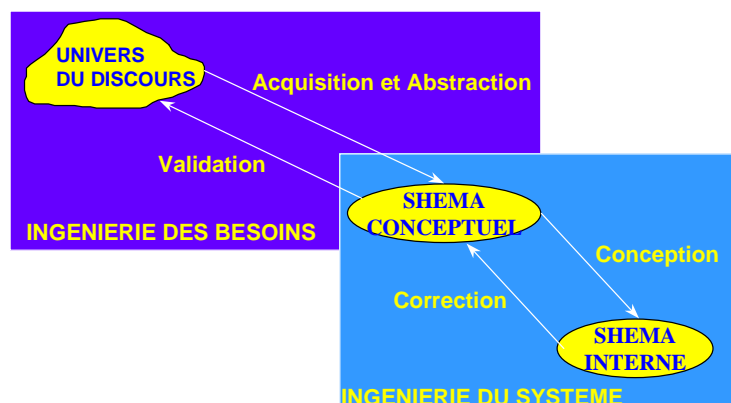 UNIVERS
DU DISCOURS
Acquisition et Abstraction
Validation
SHEMA
CONCEPTUEL
INGENIERIE DES BESOINS
Conception
Correction
SHEMA
INTERNE
INGENIERIE DU SYSTEME